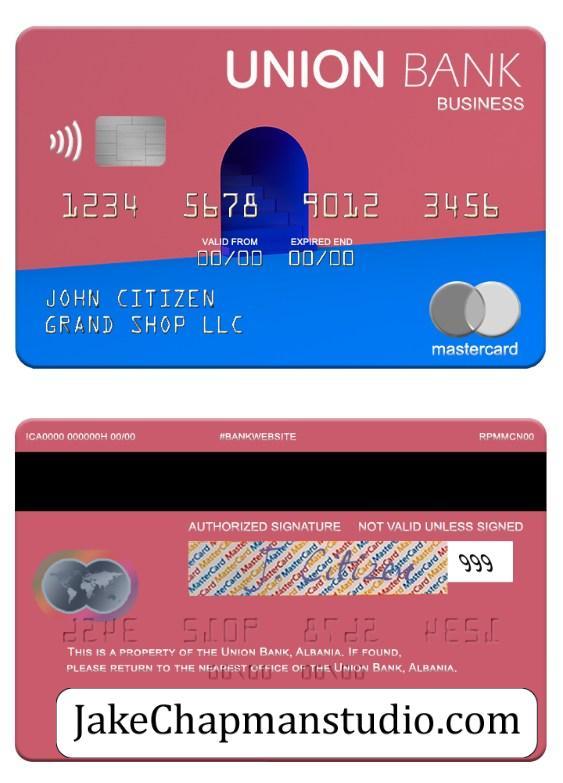 UNION BANK
BUSINESS
1234 5678 9012 3456
VALID FROM EXPIRED END
00/00 00/00
JOHN CITIZEN
GRAND SHOP LLC
mastercard
ICA0000 000000H 00/00 #BANKWEBSITE RPMMCN00
AUTHORIZED SIGNATURE NOT VALID UNLESS SIGNED
J. Citizen
999
THIS IS A PROPERTY OF THE UNION BANK, ALBANIA. IF FOUND,
PLEASE RETURN TO THE NEAREST OFFICE OF THE UNION BANK, ALBANIA.
JakeChapmanstudio.com